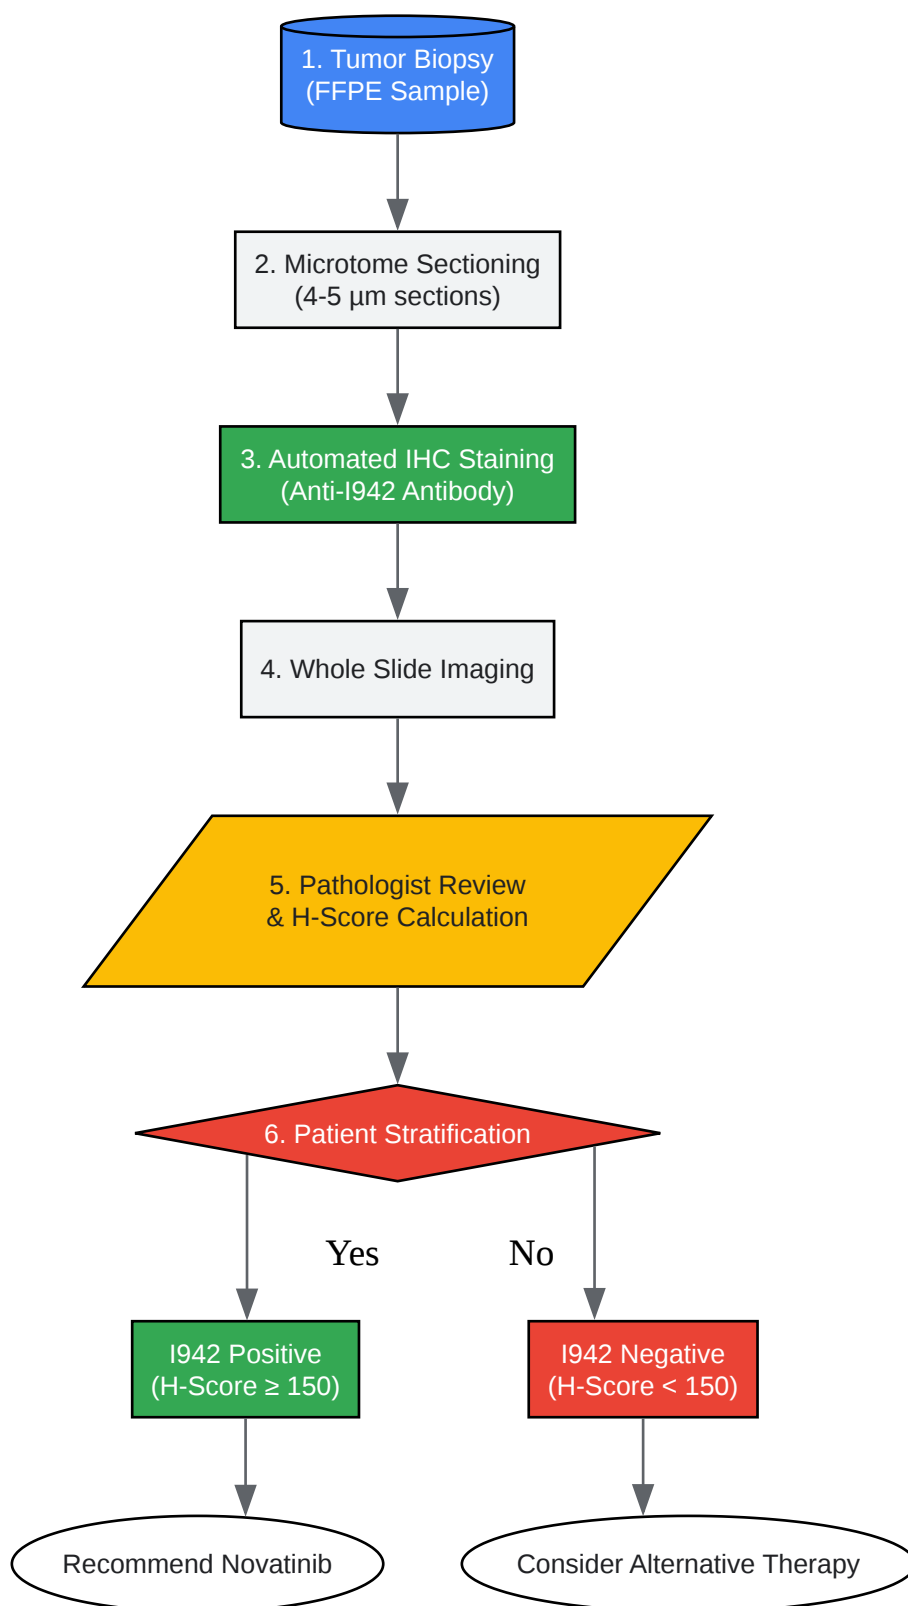 1. Tumor Biopsy
(FFPE Sample)
2. Microtome Sectioning
(4-5 µm sections)
3. Automated IHC Staining
(Anti-I942 Antibody)
4. Whole Slide Imaging
5. Pathologist Review
& H-Score Calculation
6. Patient Stratification
Yes
No
I942 Positive
(H-Score ≥ 150)
I942 Negative
(H-Score < 150)
Recommend Novatinib
Consider Alternative Therapy